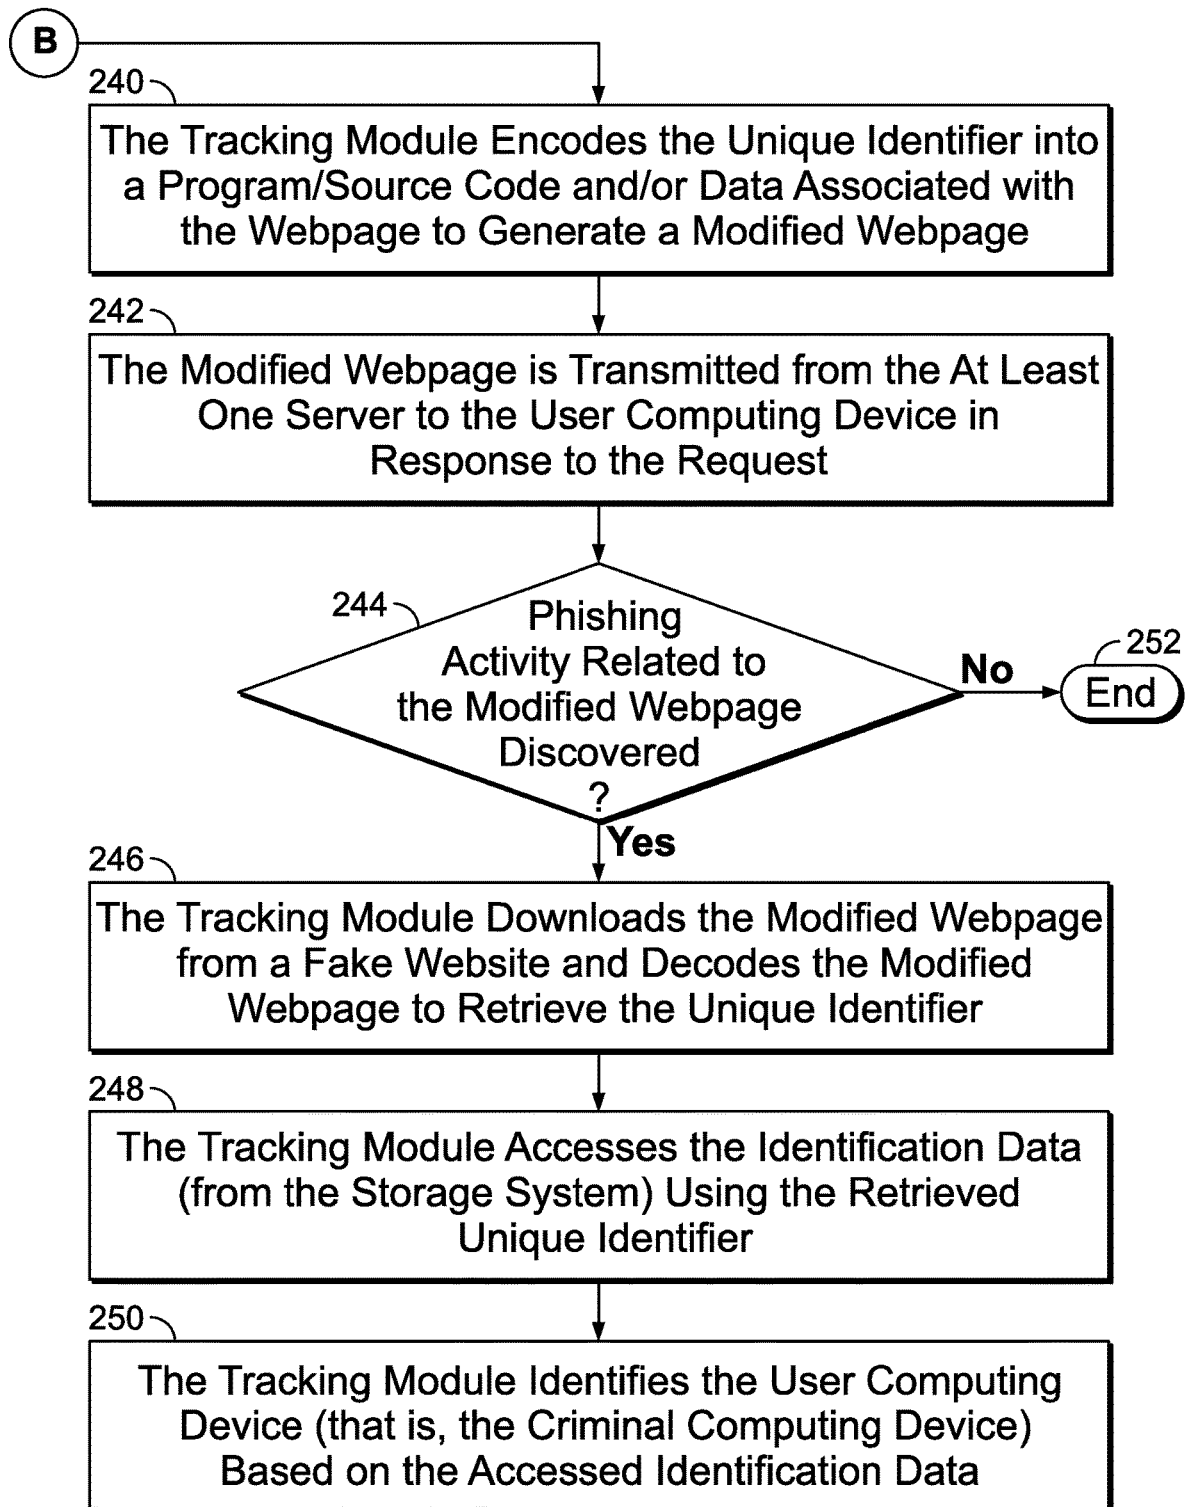 B
240
The Tracking Module Encodes the Unique Identifier into
a Program/Source Code and/or Data Associated with
the Webpage to Generate a Modified Webpage
242
The Modified Webpage is Transmitted from the At Least
One Server to the User Computing Device in
Response to the Request
244
Phishing
Activity Related to
the Modified Webpage
Discovered
?
No
252
End
Yes
246
The Tracking Module Downloads the Modified Webpage
from a Fake Website and Decodes the Modified
Webpage to Retrieve the Unique Identifier
248
The Tracking Module Accesses the Identification Data
(from the Storage System) Using the Retrieved
Unique Identifier
250
The Tracking Module Identifies the User Computing
Device (that is, the Criminal Computing Device)
Based on the Accessed Identification Data